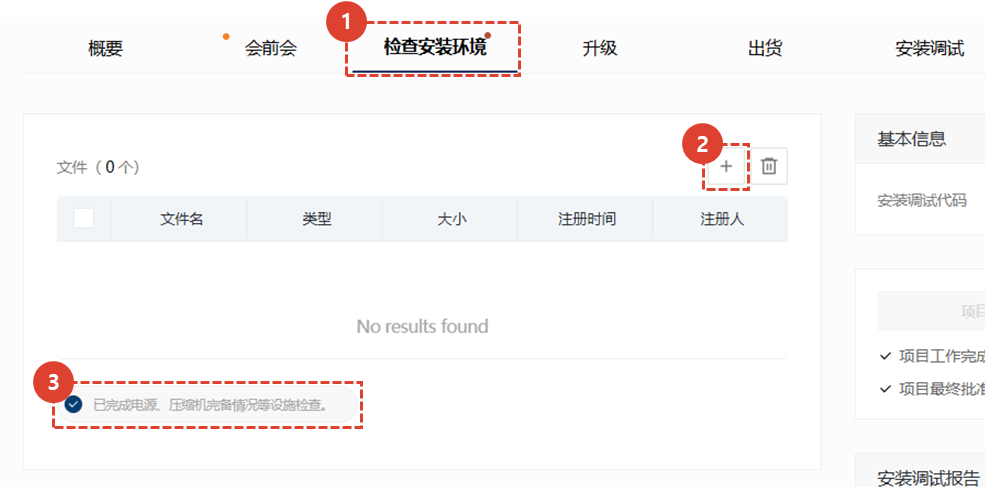 1
概要 会前会 检查安装环境 升级 出货 安装调试
2
文件（ 0 个）
+
基本信息
文件名 类型 大小 注册时间 注册人
安装调试代码
No results found
项目
3
已完成电源、压缩机完备情况等设施检查。
项目工作完成
项目最终批准
安装调试报告